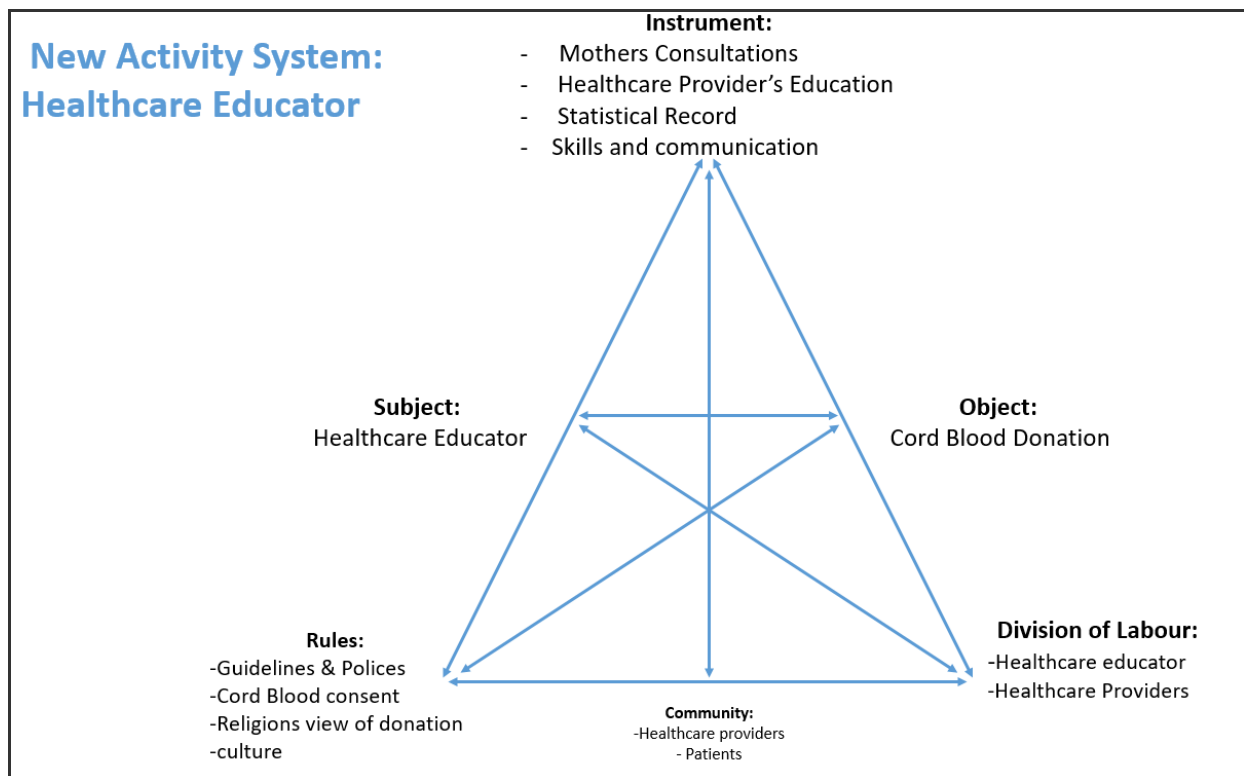 New Activity System:
Healthcare Educator
Instrument:
- Mothers Consultations
- Healthcare Provider's Education
- Statistical Record
- Skills and communication
Subject:
Healthcare Educator
Object:
Cord Blood Donation
Rules:
-Guidelines & Polices
-Cord Blood consent
-Religions view of donation
-culture
Community:
-Healthcare providers
- Patients
Division of Labour:
-Healthcare educator
-Healthcare Providers